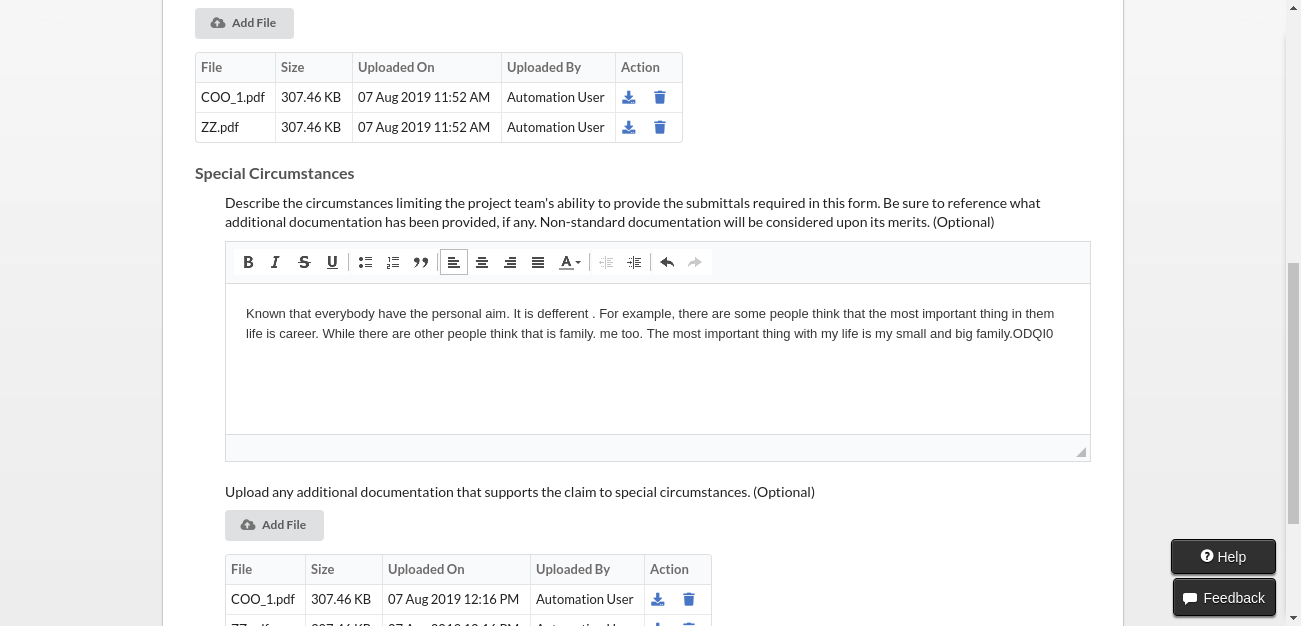 Add File
File Size Uploaded On Uploaded By Action
COO_1.pdf 307.46 KB 07 Aug 2019 11:52 AM Automation User
ZZ.pdf 307.46 KB 07 Aug 2019 11:52 AM Automation User
Special Circumstances
Describe the circumstances limiting the project team's ability to provide the submittals required in this form. Be sure to reference what
additional documentation has been provided, if any. Non-standard documentation will be considered upon its merits. (Optional)
B I S U A
Known that everybody have the personal aim. It is defferent . For example, there are some people think that the most important thing in them
life is career. While there are other people think that is family. me too. The most important thing with my life is my small and big family.ODQI0
Upload any additional documentation that supports the claim to special circumstances. (Optional)
Add File
Help
File Size Uploaded On Uploaded By Action
COO_1.pdf 307.46 KB 07 Aug 2019 12:16 PM Automation User
Feedback